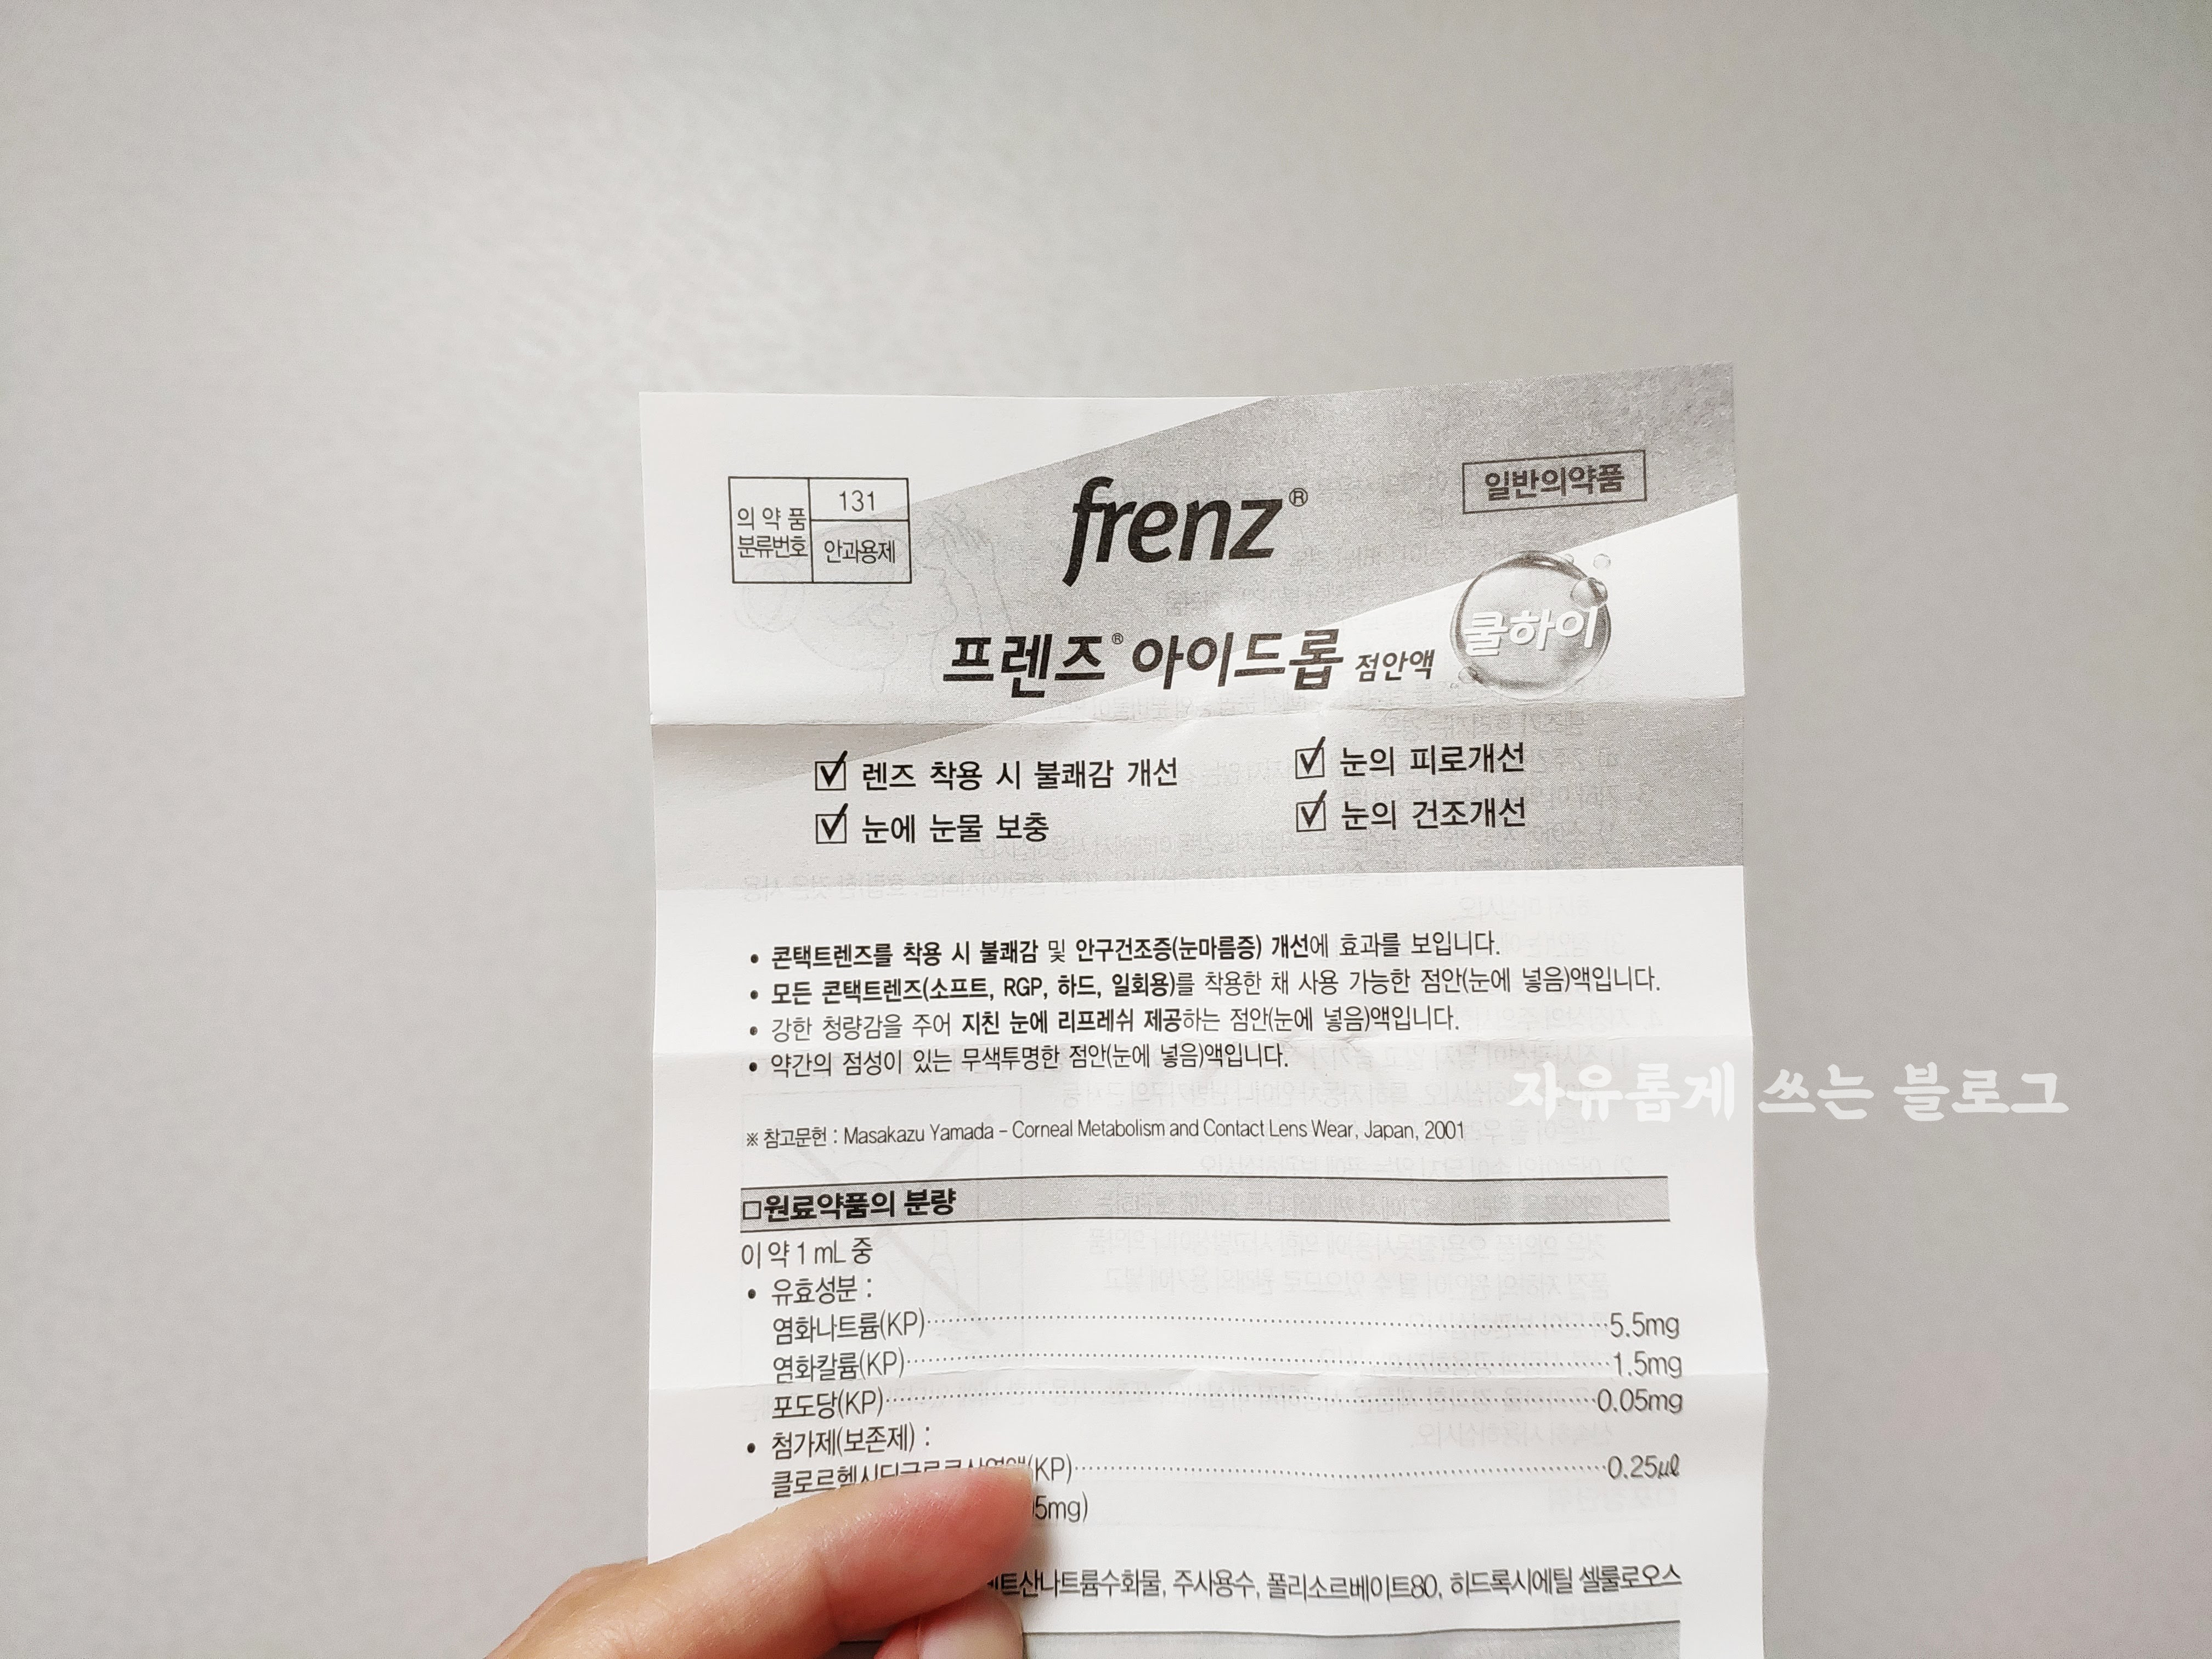 의약품
분류번호
131
안과용제
frenz®
일반의약품
프렌즈® 아이드롭 점안액
쿨하이
☑ 렌즈 착용 시 불쾌감 개선
☑ 눈의 피로개선
☑ 눈에 눈물 보충
☑ 눈의 건조개선
• 콘택트렌즈를 착용 시 불쾌감 및 안구건조증(눈마름증) 개선에 효과를 보입니다.
• 모든 콘택트렌즈(소프트, RGP, 하드, 일회용)를 착용한 채 사용 가능한 점안(눈에 넣음)액입니다.
• 강한 청량감을 주어 지친 눈에 리프레쉬 제공하는 점안(눈에 넣음)액입니다.
• 약간의 점성이 있는 무색투명한 점안(눈에 넣음)액입니다.
자유롭게 쓰는 블로그
※ 참고문헌 : Masakazu Yamada – Corneal Metabolism and Contact Lens Wear, Japan, 2001
□원료약품의 분량
이 약 1 mL 중
• 유효성분 :
염화나트륨(KP)··········5.5mg
염화칼륨(KP)··········1.5mg
포도당(KP)··········0.05mg
• 첨가제(보존제) :
(KP)··········0.25㎕
5mg)
트산나트륨수화물, 주사용수, 폴리소르베이트80, 히드록시에틸 셀룰로오스